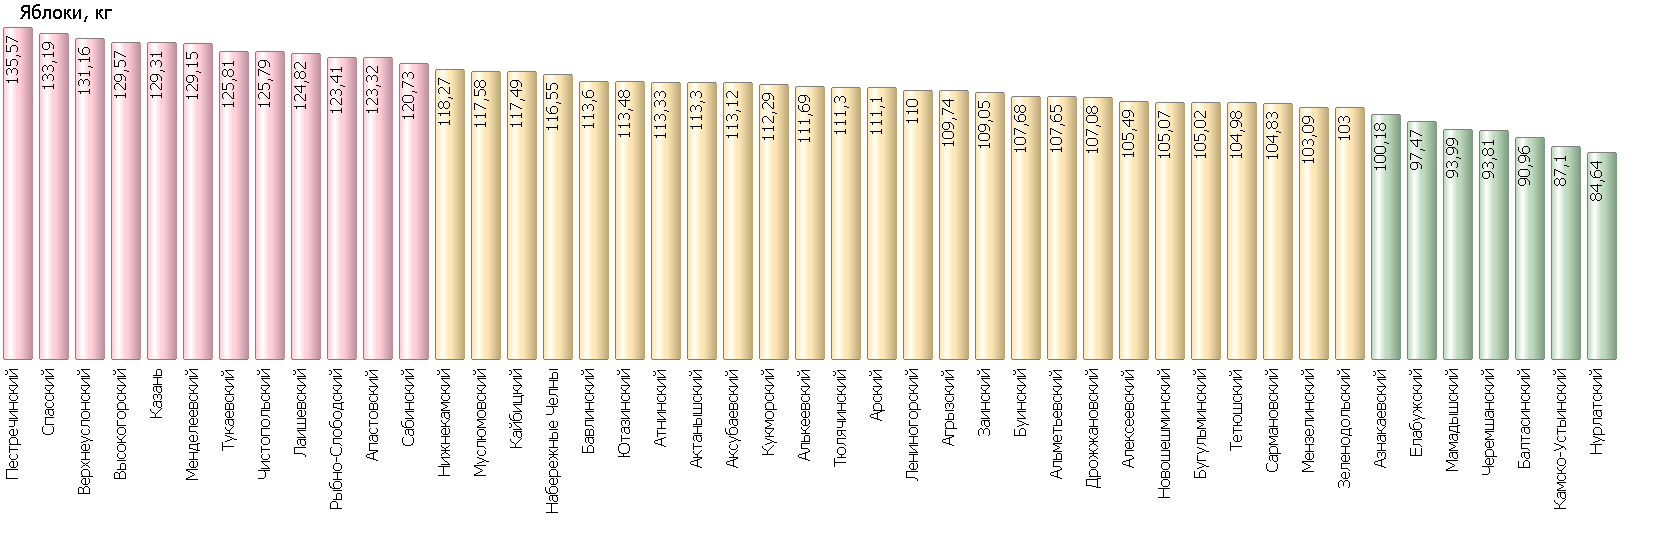 Яблоки, кг
135,57
133,19
131,16
129,57
129,31
129,15
125,81
125,79
124,82
123,41
123,32
120,73
118,27
117,58
117,49
116,55
113,6
113,48
113,33
113,3
113,12
112,29
111,69
111,3
111,1
110
109,74
109,05
107,68
107,65
107,08
105,49
105,07
105,02
104,98
104,83
103,09
103
100,18
97,47
93,99
93,81
90,96
87,1
84,64
Пестречинский
Спасский
Верхнеуслонский
Высокогорский
Казань
Менделеевский
Тукаевский
Чистопольский
Лаишевский
Рыбно-Слободский
Апастовский
Сабинский
Нижнекамский
Муслюмовский
Кайбицкий
Набережные Челны
Бавлинский
Ютазинский
Атнинский
Актанышский
Аксубаевский
Кукморский
Алькеевский
Тюлячинский
Арский
Лениногорский
Агрызский
Заинский
Буинский
Альметьевский
Дрожжановский
Алексеевский
Новошешминский
Бугульминский
Тетюшский
Сармановский
Мензелинский
Зеленодольский
Азнакаевский
Елабужский
Мамадышский
Черемшанский
Балтасинский
Камско-Устьинский
Нурлатский